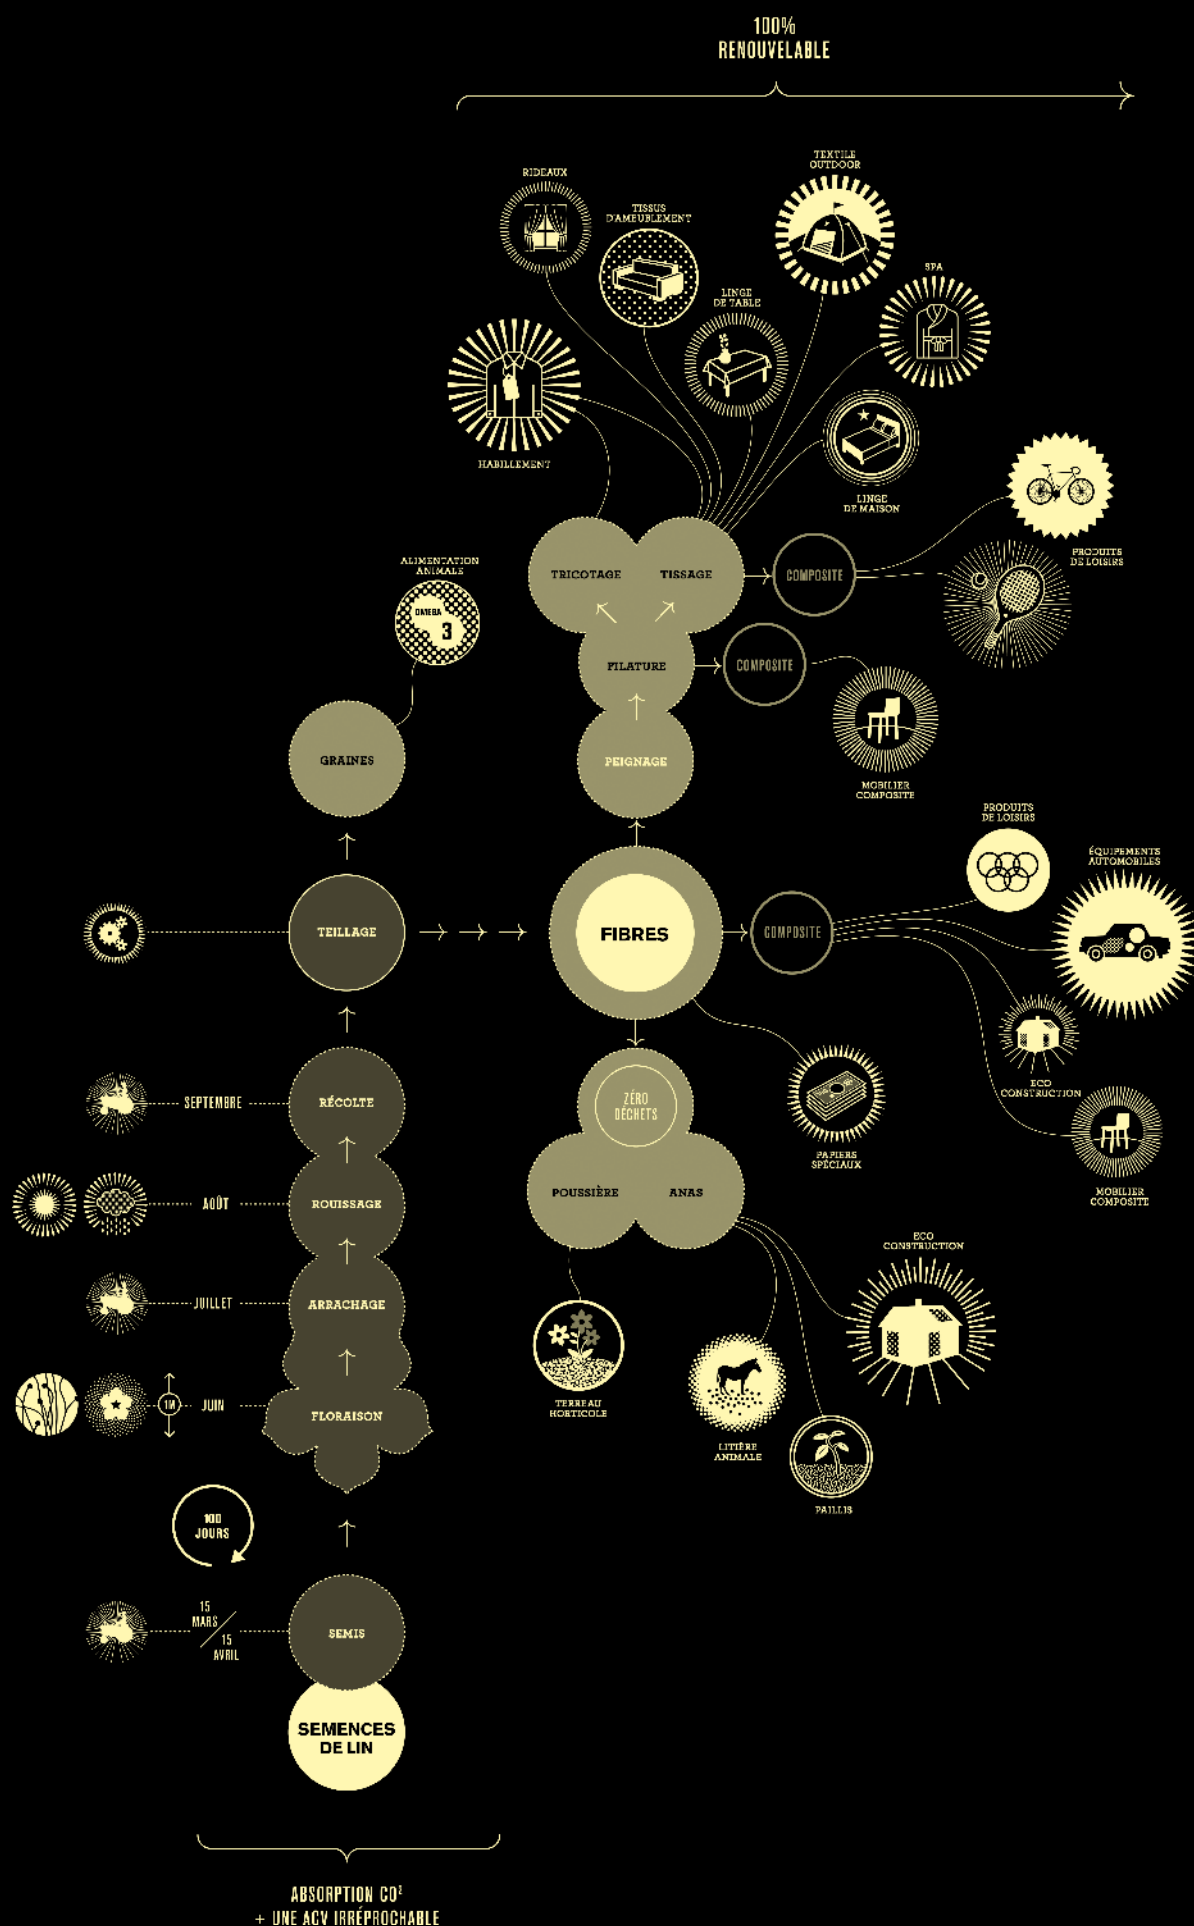 100%
RENOUVELABLE
TEXTILE
OUTDOOR
RIDEAUX
TISSUS
D'AMEUBLEMENT
SPA
LINGE
DE TABLE
HABILLEMENT
LINGE
DE MAISON
PRODUITS
DE LOISIRS
ALIMENTATION
ANIMALE
OMEGA
3
TRICOTAGE
TISSAGE
COMPOSITE
FILATURE
COMPOSITE
GRAINES
PEIGNAGE
MOBILIER
COMPOSITE
PRODUITS
DE LOISIRS
ÉQUIPEMENTS
AUTOMOBILES
TEILLAGE
FIBRES
COMPOSITE
ECO
CONSTRUCTION
SEPTEMBRE
RÉCOLTE
ZÉRO
DÉCHETS
PAPIERS
SPÉCIAUX
MOBILIER
COMPOSITE
AOÛT
ROUISSAGE
POUSSIÈRE
ANAS
ECO
CONSTRUCTION
JUILLET
ARRACHAGE
1M
JUIN
FLORAISON
TERREAU
HORTICOLE
LITIÈRE
ANIMALE
PAILLIS
100
JOURS
15
MARS
15
AVRIL
SEMIS
SEMENCES
DE LIN
ABSORPTION CO²
+ UNE ACV IRRÉPROCHABLE